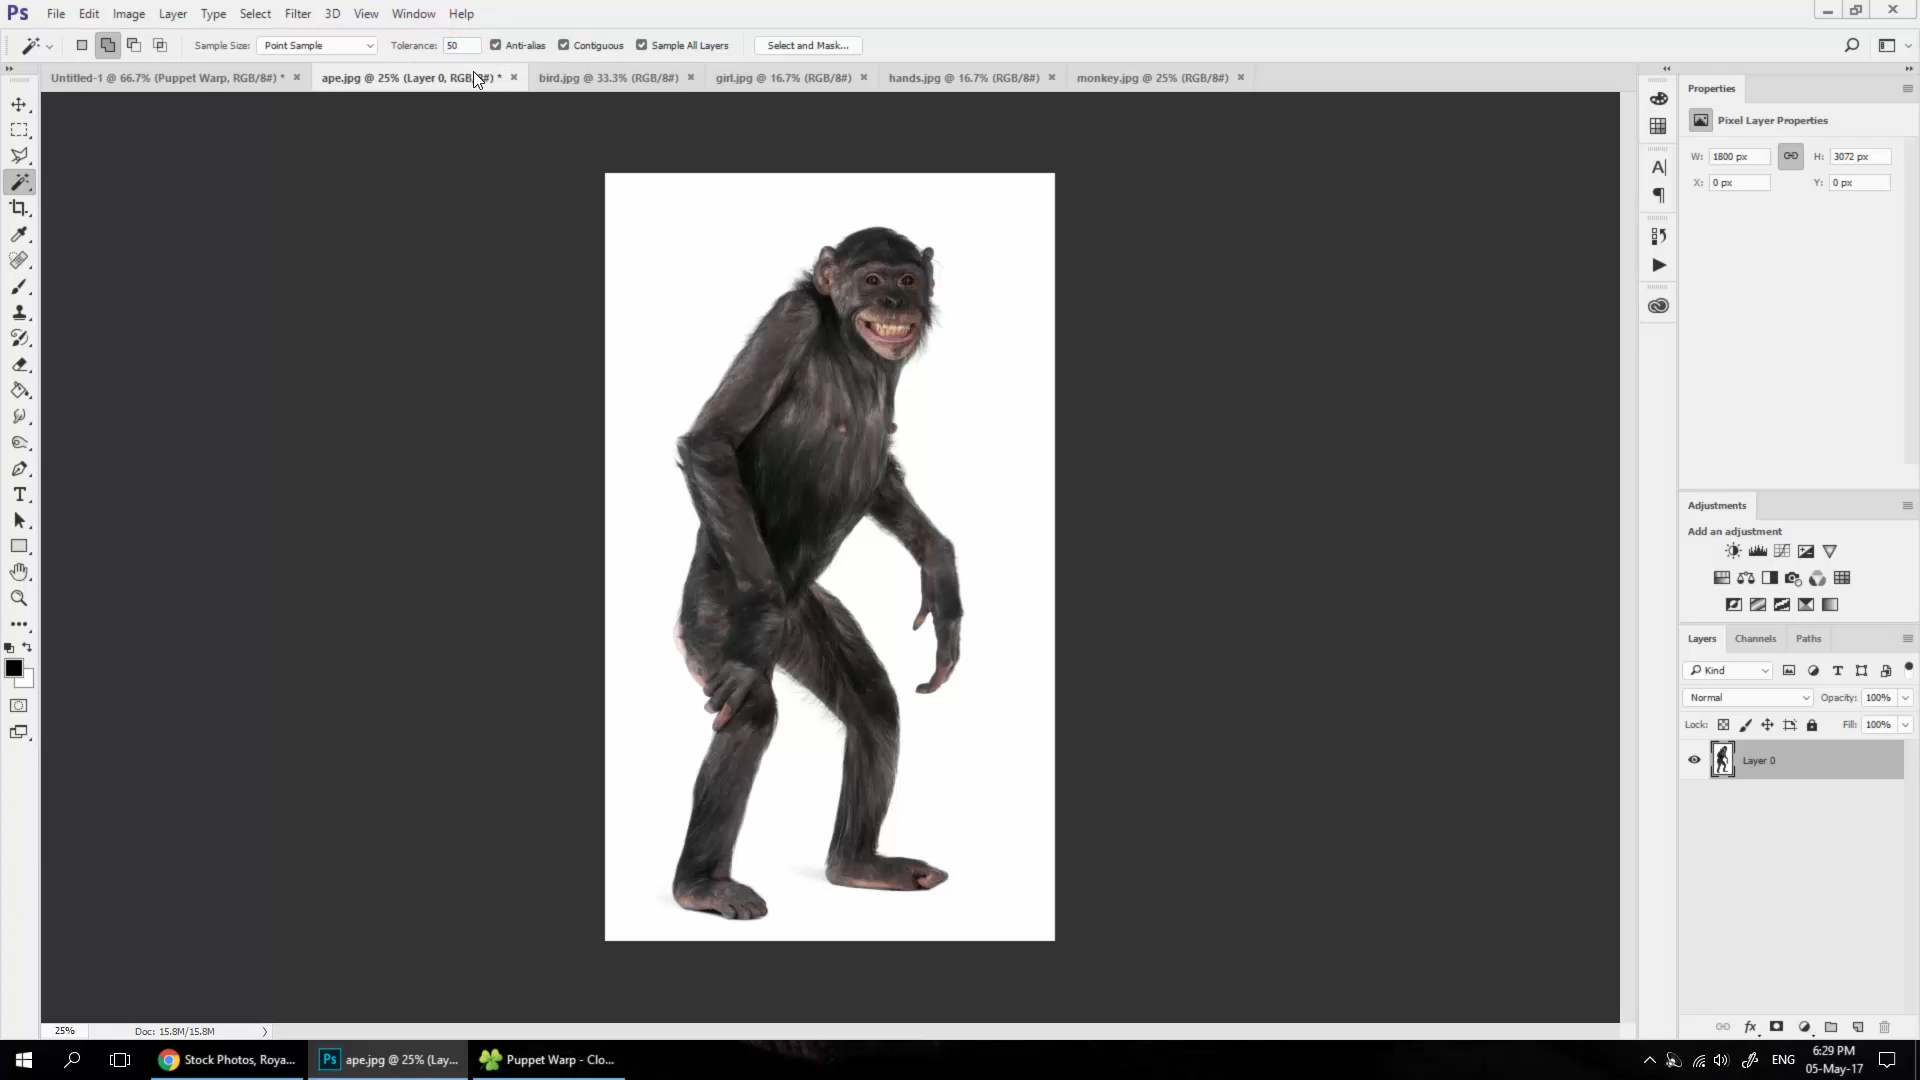 Ps File Edit Image Layer Type Select Filter 3D View Window Help
Sample Size: Point Sample Tolerance: 50 Anti-alias Contiguous Sample All Layers Select and Mask...
Untitled-1 @ 66.7% (Puppet Warp, RGB/8#) * ape.jpg @ 25% (Layer 0, RGB/8#) * bird.jpg @ 33.3% (RGB/8#) girl.jpg @ 16.7% (RGB/8#) hands.jpg @ 16.7% (RGB/8#) monkey.jpg @ 25% (RGB/8#)
Properties
Pixel Layer Properties
W: 1800 px H: 3072 px
X: 0 px Y: 0 px
Adjustments
Add an adjustment
Layers Channels Paths
Kind
Normal Opacity: 100%
Lock: Fill: 100%
Layer 0
25% Doc: 15.8M/15.8M
Stock Photos, Roya... Ps ape.jpg @ 25% (Lay... Puppet Warp - Clo... ENG 6:29 PM
05-May-17